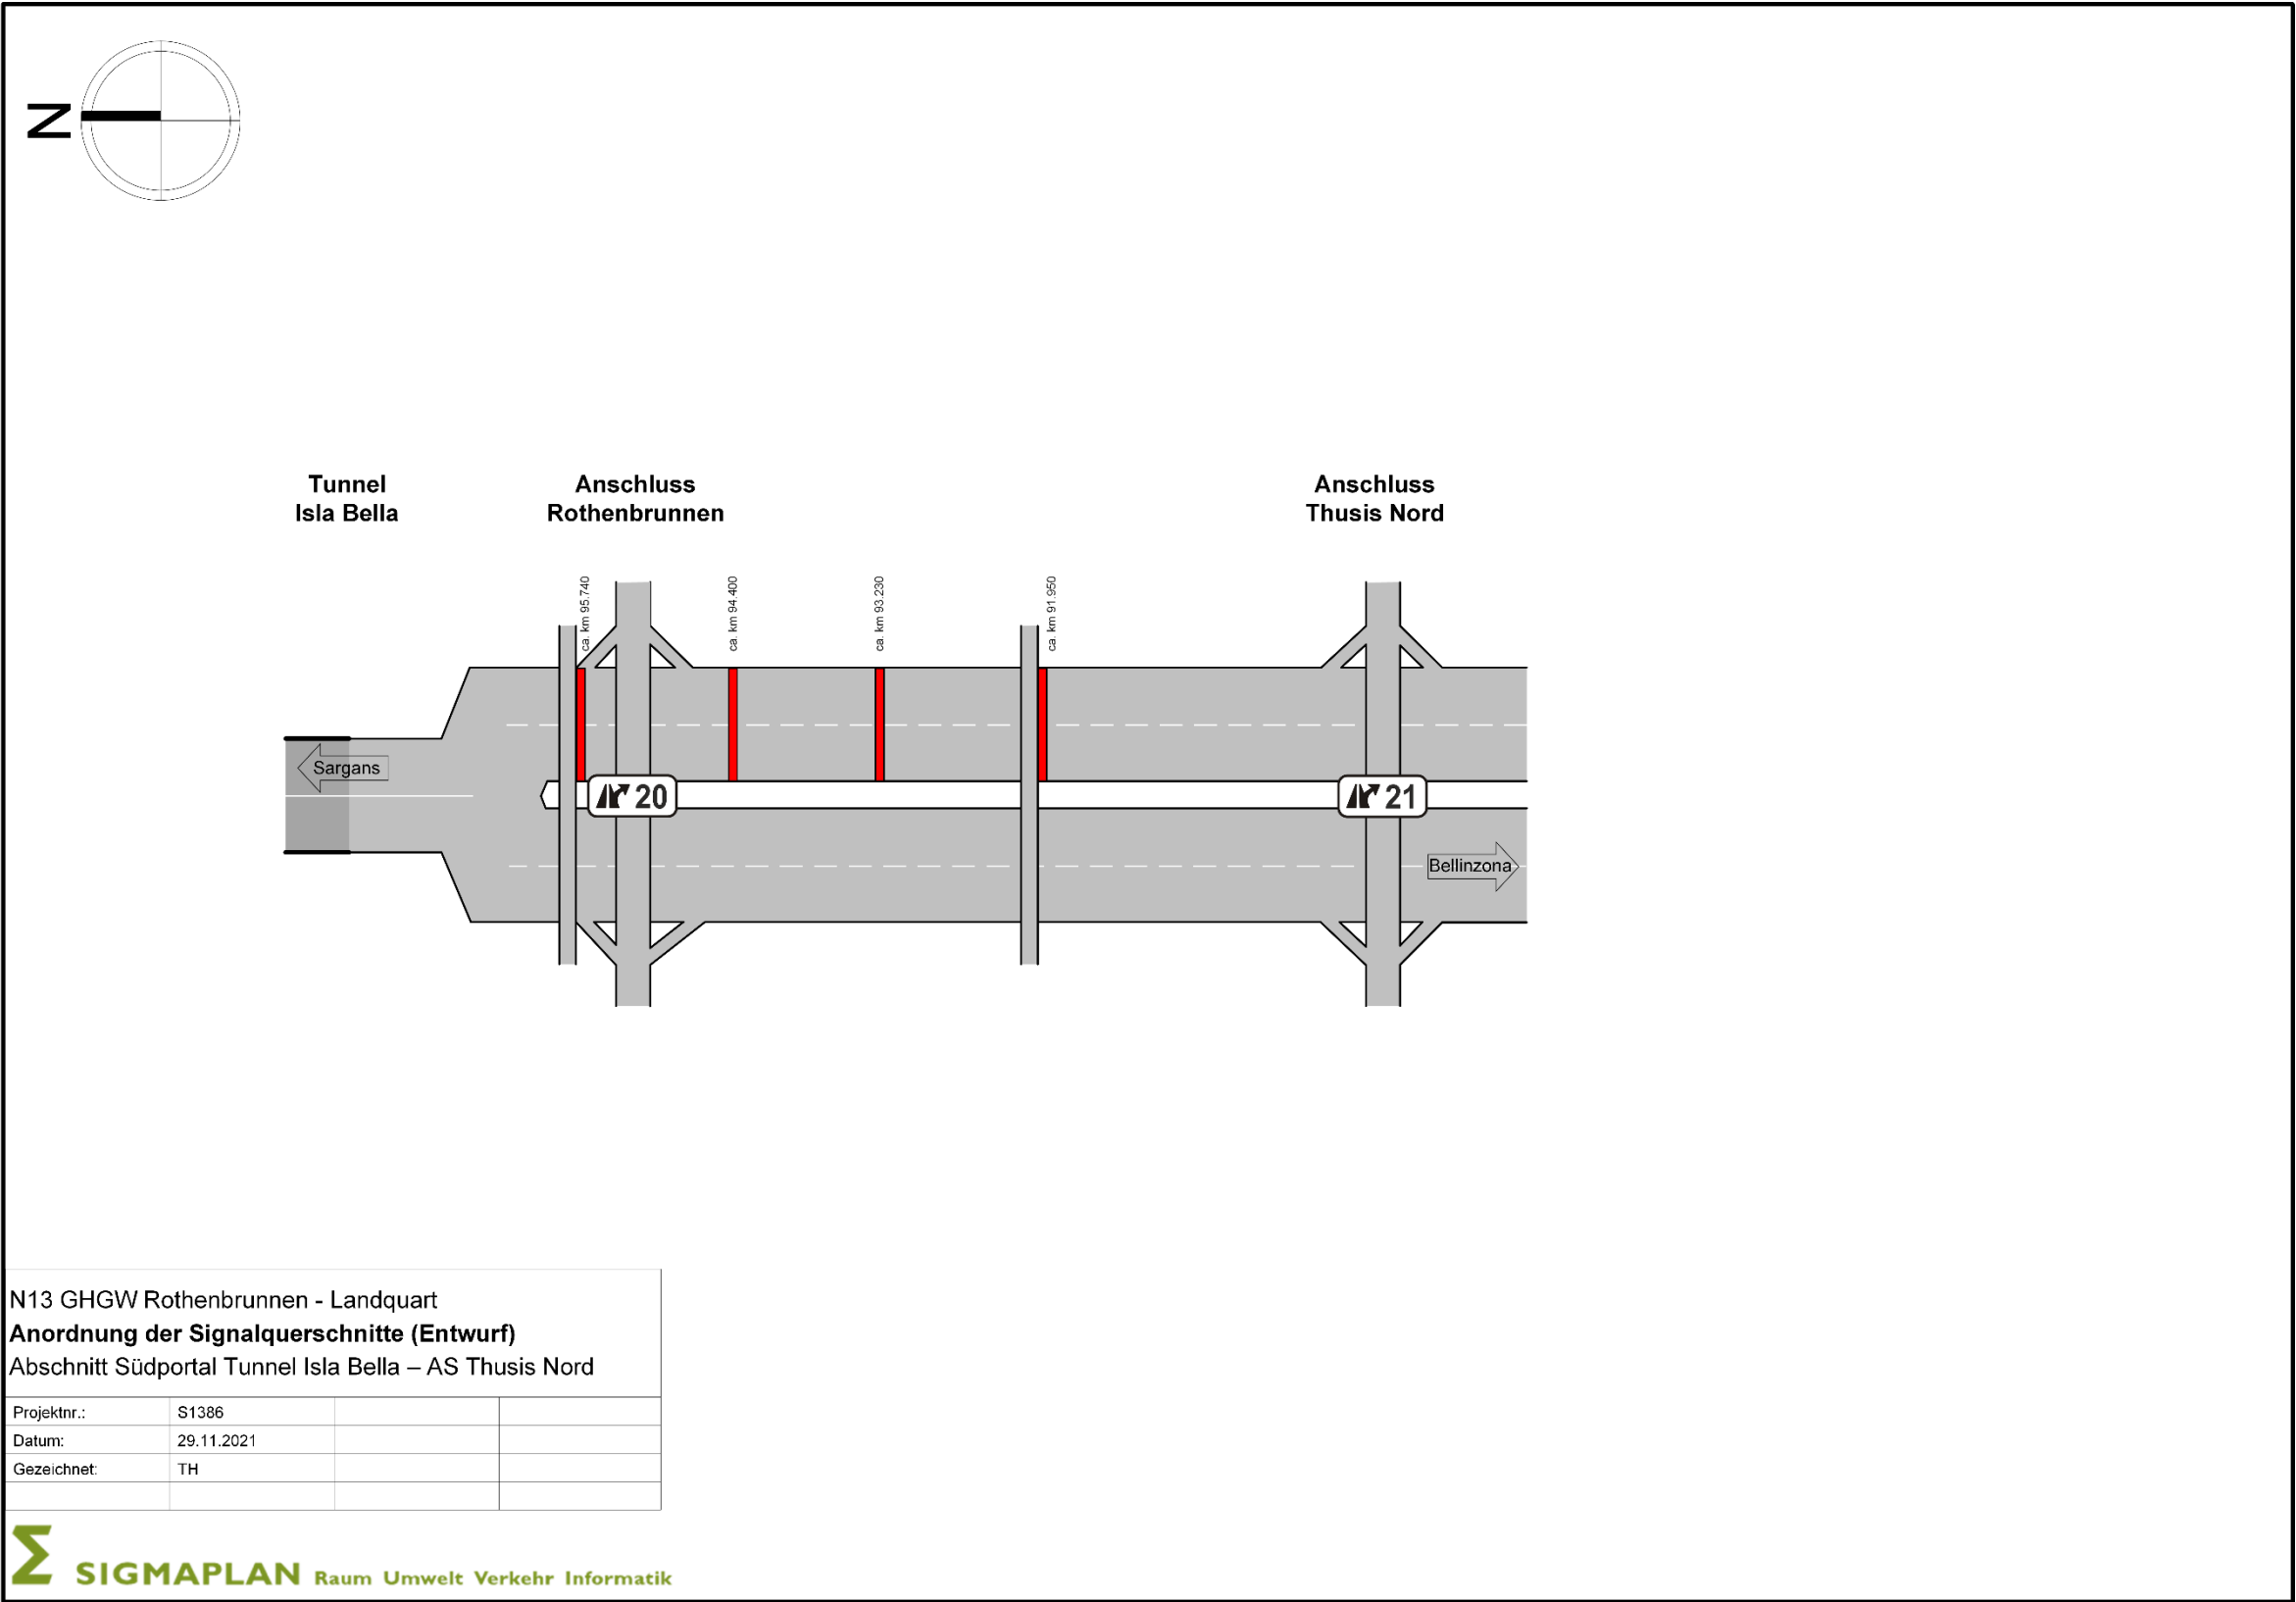 N
Tunnel
Isla Bella
Anschluss
Rothenbrunnen
Anschluss
Thusis Nord
ca. km 95.740
ca. km 94.400
ca. km 93.230
ca. km 91.950
Sargans
20
21
Bellinzona
N13 GHGW Rothenbrunnen - Landquart
Anordnung der Signalquerschnitte (Entwurf)
Abschnitt Südportal Tunnel Isla Bella – AS Thusis Nord
Projektnr.: S1386
Datum: 29.11.2021
Gezeichnet: TH
Σ SIGMAPLAN Raum Umwelt Verkehr Informatik